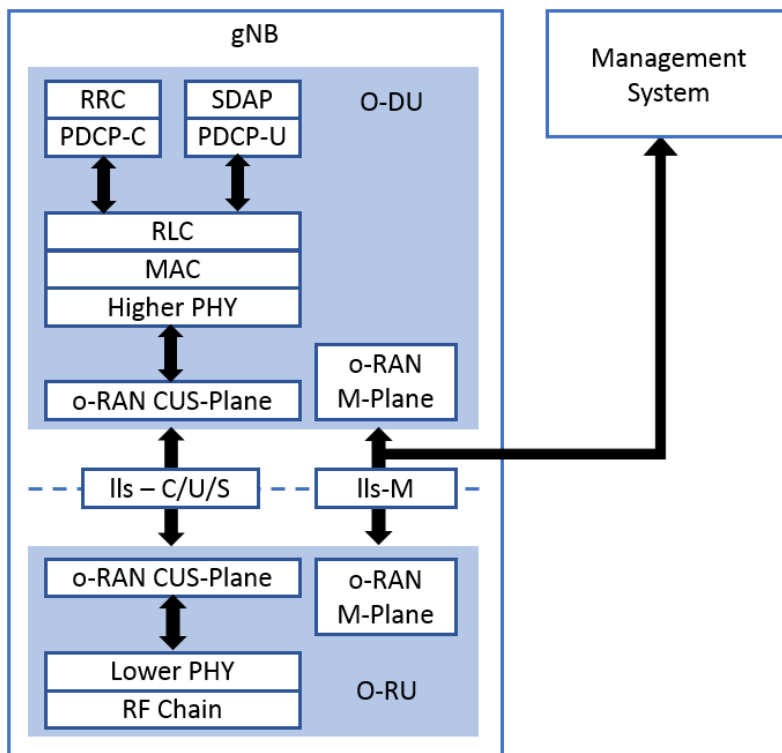 gNB
Management
System
RRC
SDAP
O-DU
PDCP-C
PDCP-U
RLC
MAC
Higher PHY
o-RAN
M-Plane
o-RAN CUS-Plane
lls – C/U/S
lls-M
o-RAN CUS-Plane
o-RAN
M-Plane
Lower PHY
O-RU
RF Chain